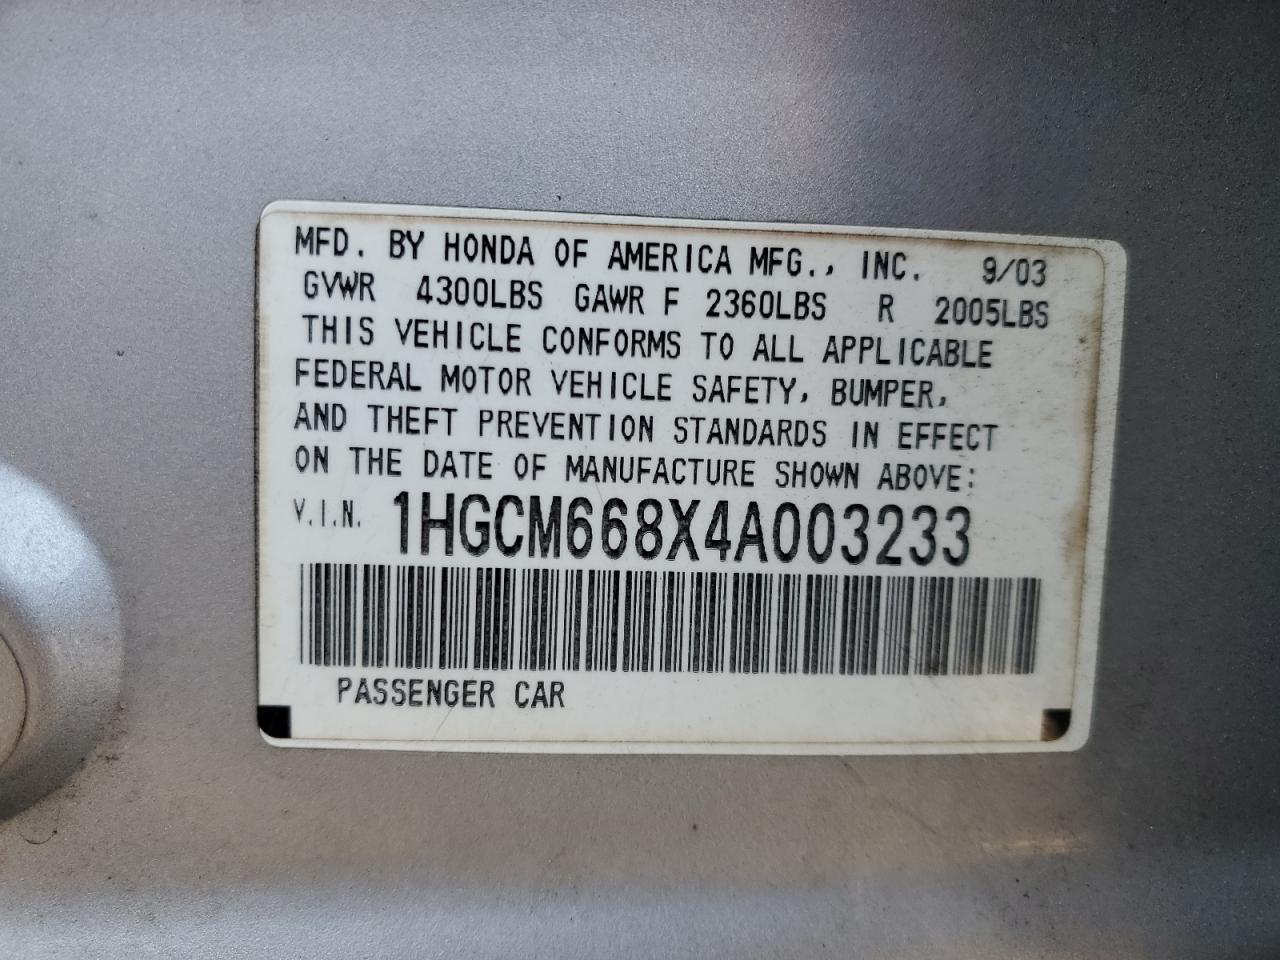 MFD. BY HONDA OF AMERICA MFG., INC. 9/03
GVWR 4300LBS GAWR F 2360LBS R 2005LBS
THIS VEHICLE CONFORMS TO ALL APPLICABLE
FEDERAL MOTOR VEHICLE SAFETY, BUMPER,
AND THEFT PREVENTION STANDARDS IN EFFECT
ON THE DATE OF MANUFACTURE SHOWN ABOVE:
V.I.N. 1HGCM668X4A003233
PASSENGER CAR